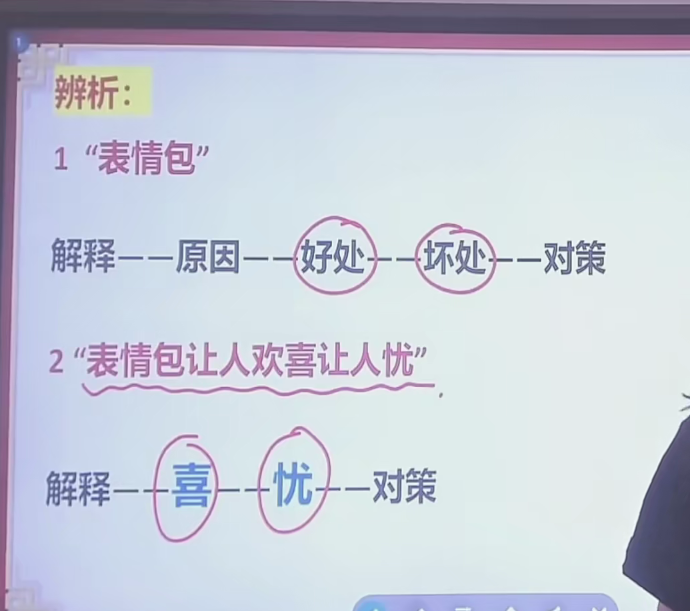 辨析：
1 “表情包”
解释——原因——好处——坏处——对策
2 “表情包让人欢喜让人忧”
解释——喜——忧——对策